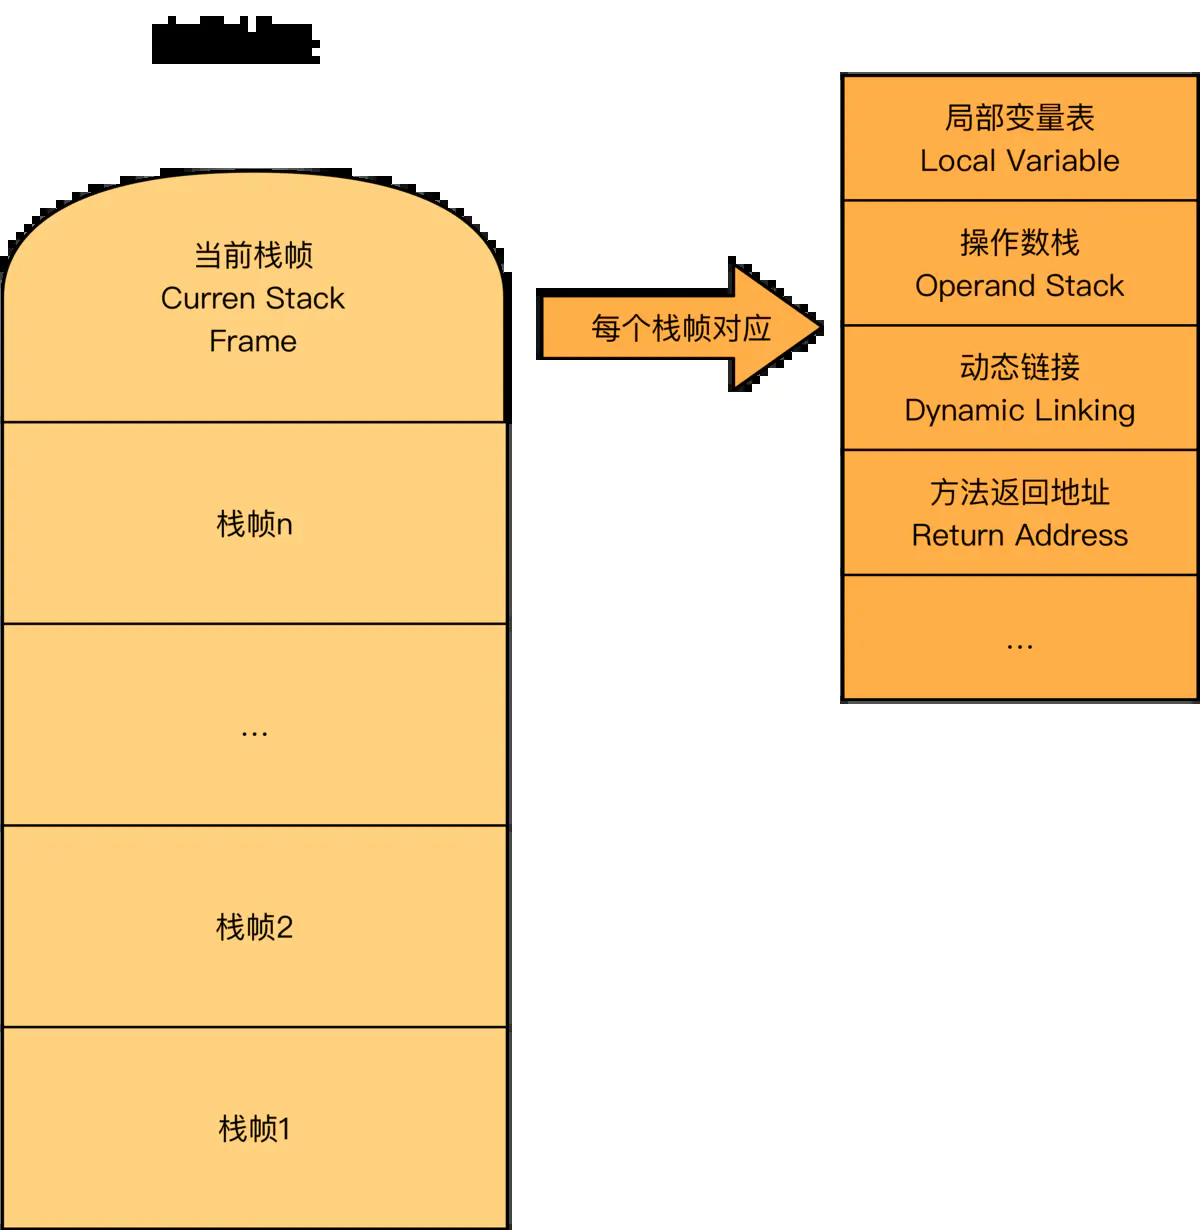 当前栈帧
Curren Stack
Frame
栈帧n
...
栈帧2
栈帧1
每个栈帧对应
局部变量表
Local Variable
操作数栈
Operand Stack
动态链接
Dynamic Linking
方法返回地址
Return Address
...